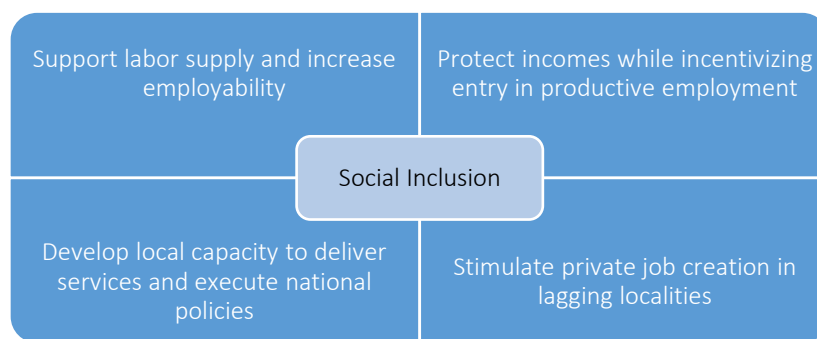 Support labor supply and increase
employability
Protect incomes while incentivizing
entry in productive employment
Social Inclusion
Develop local capacity to deliver
services and execute national
policies
Stimulate private job creation in
lagging localities